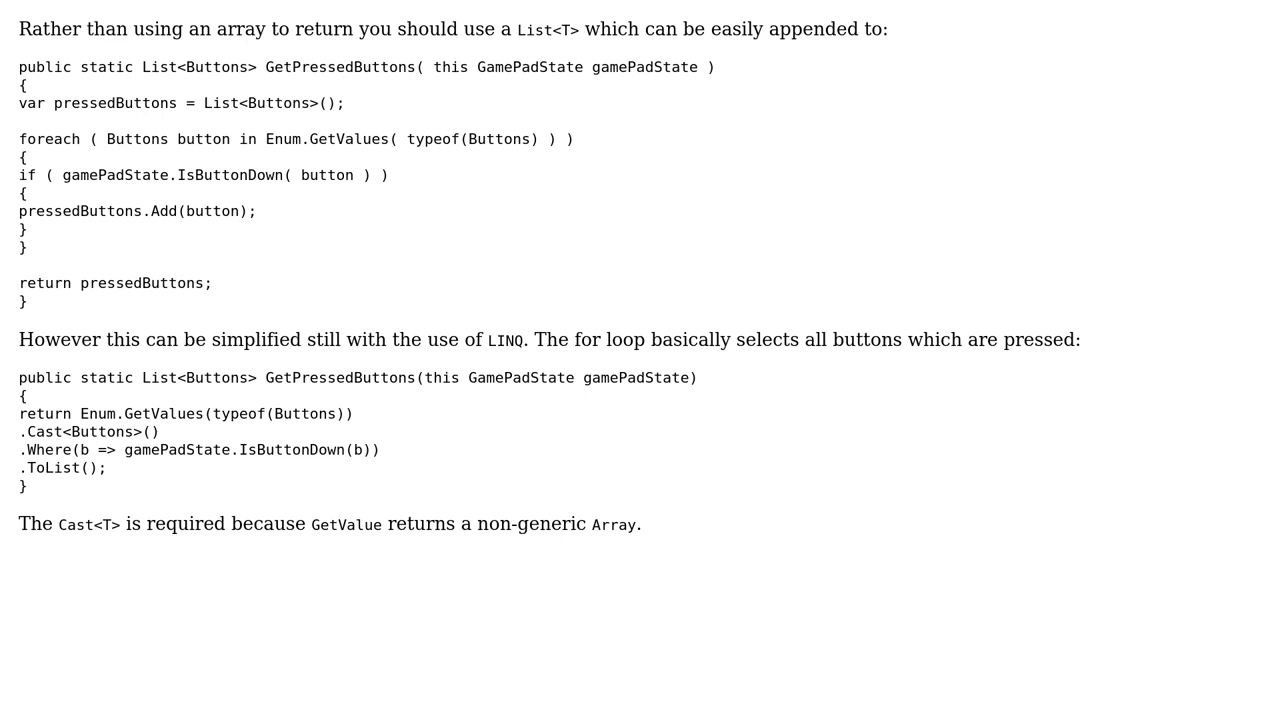 Rather than using an array to return you should use a List<T> which can be easily appended to:
public static List<Buttons> GetPressedButtons( this GamePadState gamePadState )
{
var pressedButtons = List<Buttons>();
foreach ( Buttons button in Enum.GetValues( typeof(Buttons) ) )
{
if ( gamePadState.IsButtonDown( button ) )
{
pressedButtons.Add(button);
}
}
return pressedButtons;
}
However this can be simplified still with the use of LINQ. The for loop basically selects all buttons which are pressed:
public static List<Buttons> GetPressedButtons(this GamePadState gamePadState)
{
return Enum.GetValues(typeof(Buttons))
.Cast<Buttons>()
.Where(b => gamePadState.IsButtonDown(b))
.ToList();
}
The Cast<T> is required because GetValue returns a non-generic Array.